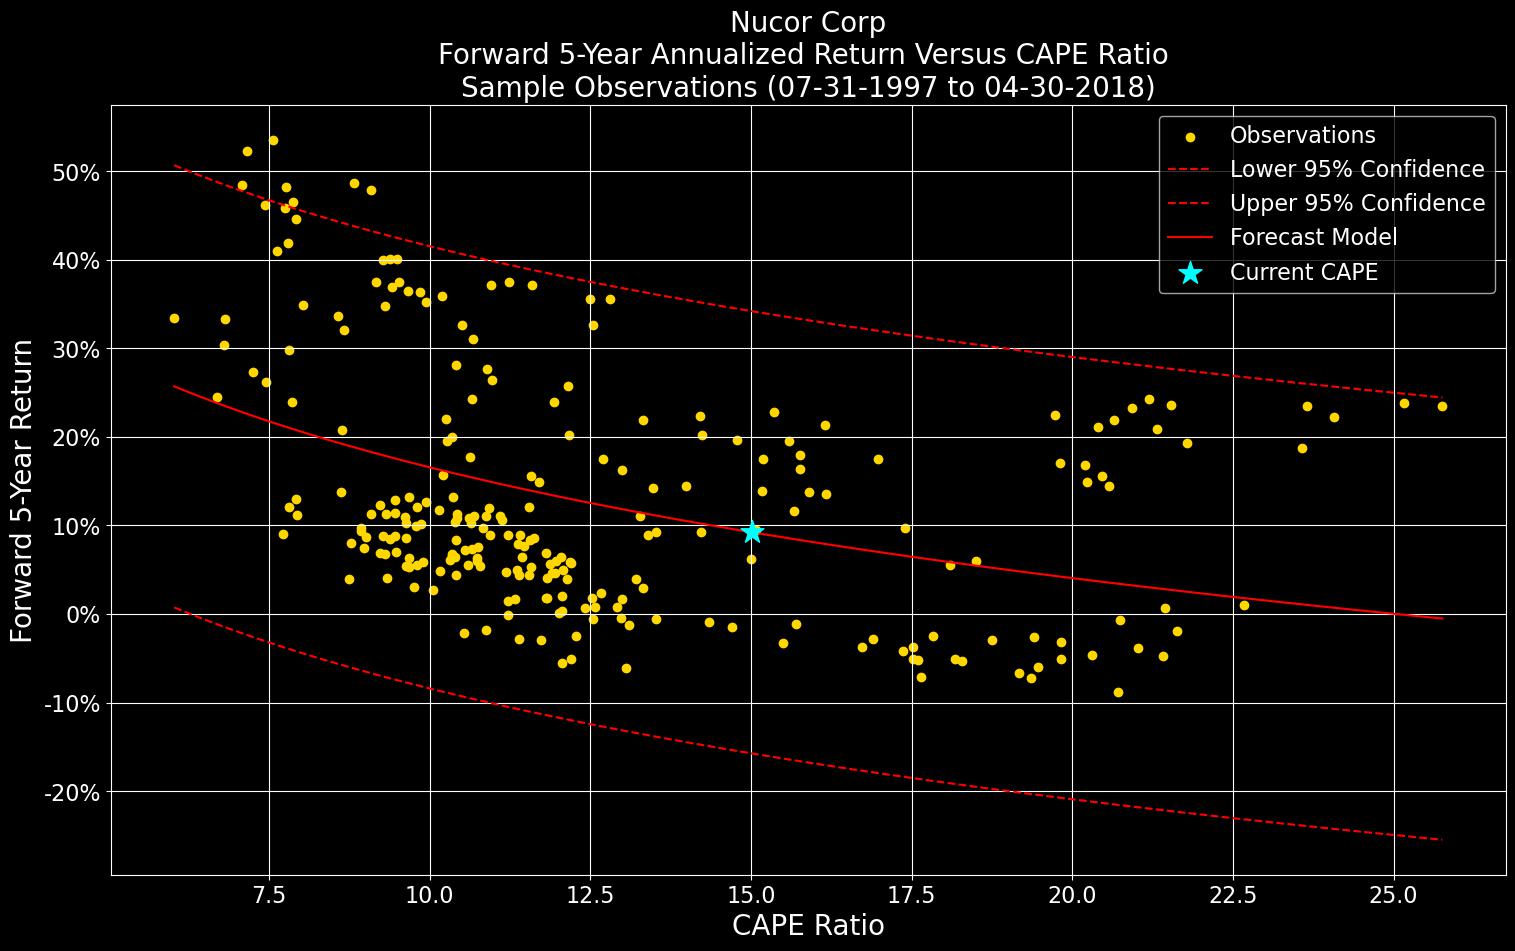 Nucor Corp
Forward 5-Year Annualized Return Versus CAPE Ratio
Sample Observations (07-31-1997 to 04-30-2018)
Observations
Lower 95% Confidence
Upper 95% Confidence
Forecast Model
Current CAPE
Forward 5-Year Return
50%
40%
30%
20%
10%
0%
-10%
-20%
7.5 10.0 12.5 15.0 17.5 20.0 22.5 25.0
CAPE Ratio